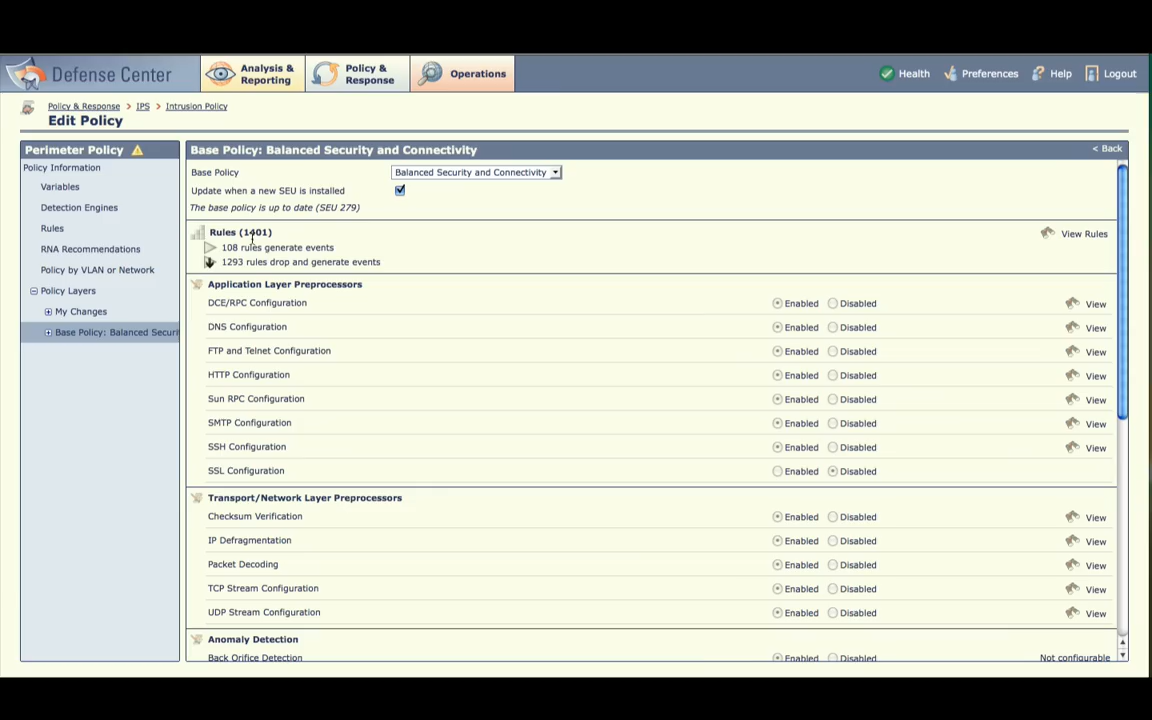 Defense Center
Analysis & Reporting
Policy & Response
Operations
Health
Preferences
Help
Logout
Policy & Response > IPS > Intrusion Policy
Edit Policy
Perimeter Policy
Policy Information
Variables
Detection Engines
Rules
RNA Recommendations
Policy by VLAN or Network
Policy Layers
My Changes
Base Policy: Balanced Securi
Base Policy: Balanced Security and Connectivity
< Back
Base Policy Balanced Security and Connectivity
Update when a new SEU is installed
The base policy is up to date (SEU 279)
Rules (1401) View Rules
108 rules generate events
1293 rules drop and generate events
Application Layer Preprocessors
DCE/RPC Configuration Enabled Disabled View
DNS Configuration Enabled Disabled View
FTP and Telnet Configuration Enabled Disabled View
HTTP Configuration Enabled Disabled View
Sun RPC Configuration Enabled Disabled View
SMTP Configuration Enabled Disabled View
SSH Configuration Enabled Disabled View
SSL Configuration Enabled Disabled
Transport/Network Layer Preprocessors
Checksum Verification Enabled Disabled View
IP Defragmentation Enabled Disabled View
Packet Decoding Enabled Disabled View
TCP Stream Configuration Enabled Disabled View
UDP Stream Configuration Enabled Disabled View
Anomaly Detection
Back Orifice Detection Enabled Disabled Not configurable